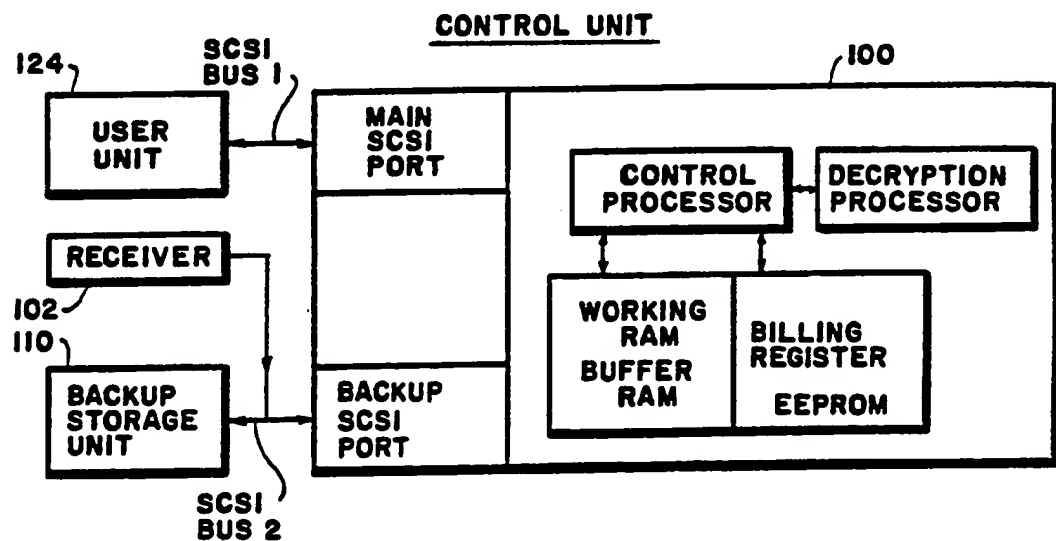 CONTROL UNIT
124
SCSI
BUS 1
100
USER
UNIT
MAIN
SCSI
PORT
CONTROL
PROCESSOR
DECRYPTION
PROCESSOR
RECEIVER
102
110
WORKING
RAM
BUFFER
RAM
BILLING
REGISTER
EEPROM
BACKUP
STORAGE
UNIT
BACKUP
SCSI
PORT
SCSI
BUS 2